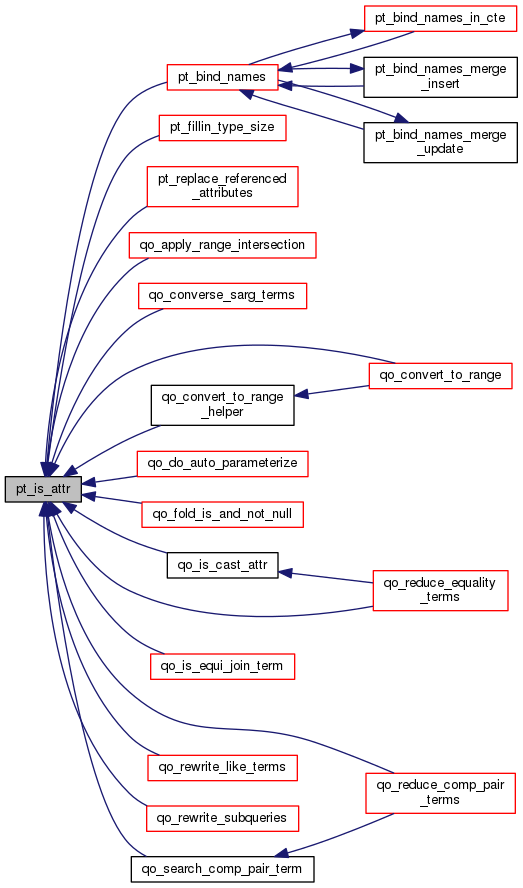 pt_bind_names_in_cte
pt_bind_names
pt_bind_names_merge
_insert
pt_fillin_type_size
pt_bind_names_merge
_update
pt_replace_referenced
_attributes
qo_apply_range_intersection
qo_converse_sarg_terms
qo_convert_to_range
qo_convert_to_range
_helper
qo_do_auto_parameterize
pt_is_attr
qo_fold_is_and_not_null
qo_is_cast_attr
qo_reduce_equality
_terms
qo_is_equi_join_term
qo_rewrite_like_terms
qo_reduce_comp_pair
_terms
qo_rewrite_subqueries
qo_search_comp_pair_term